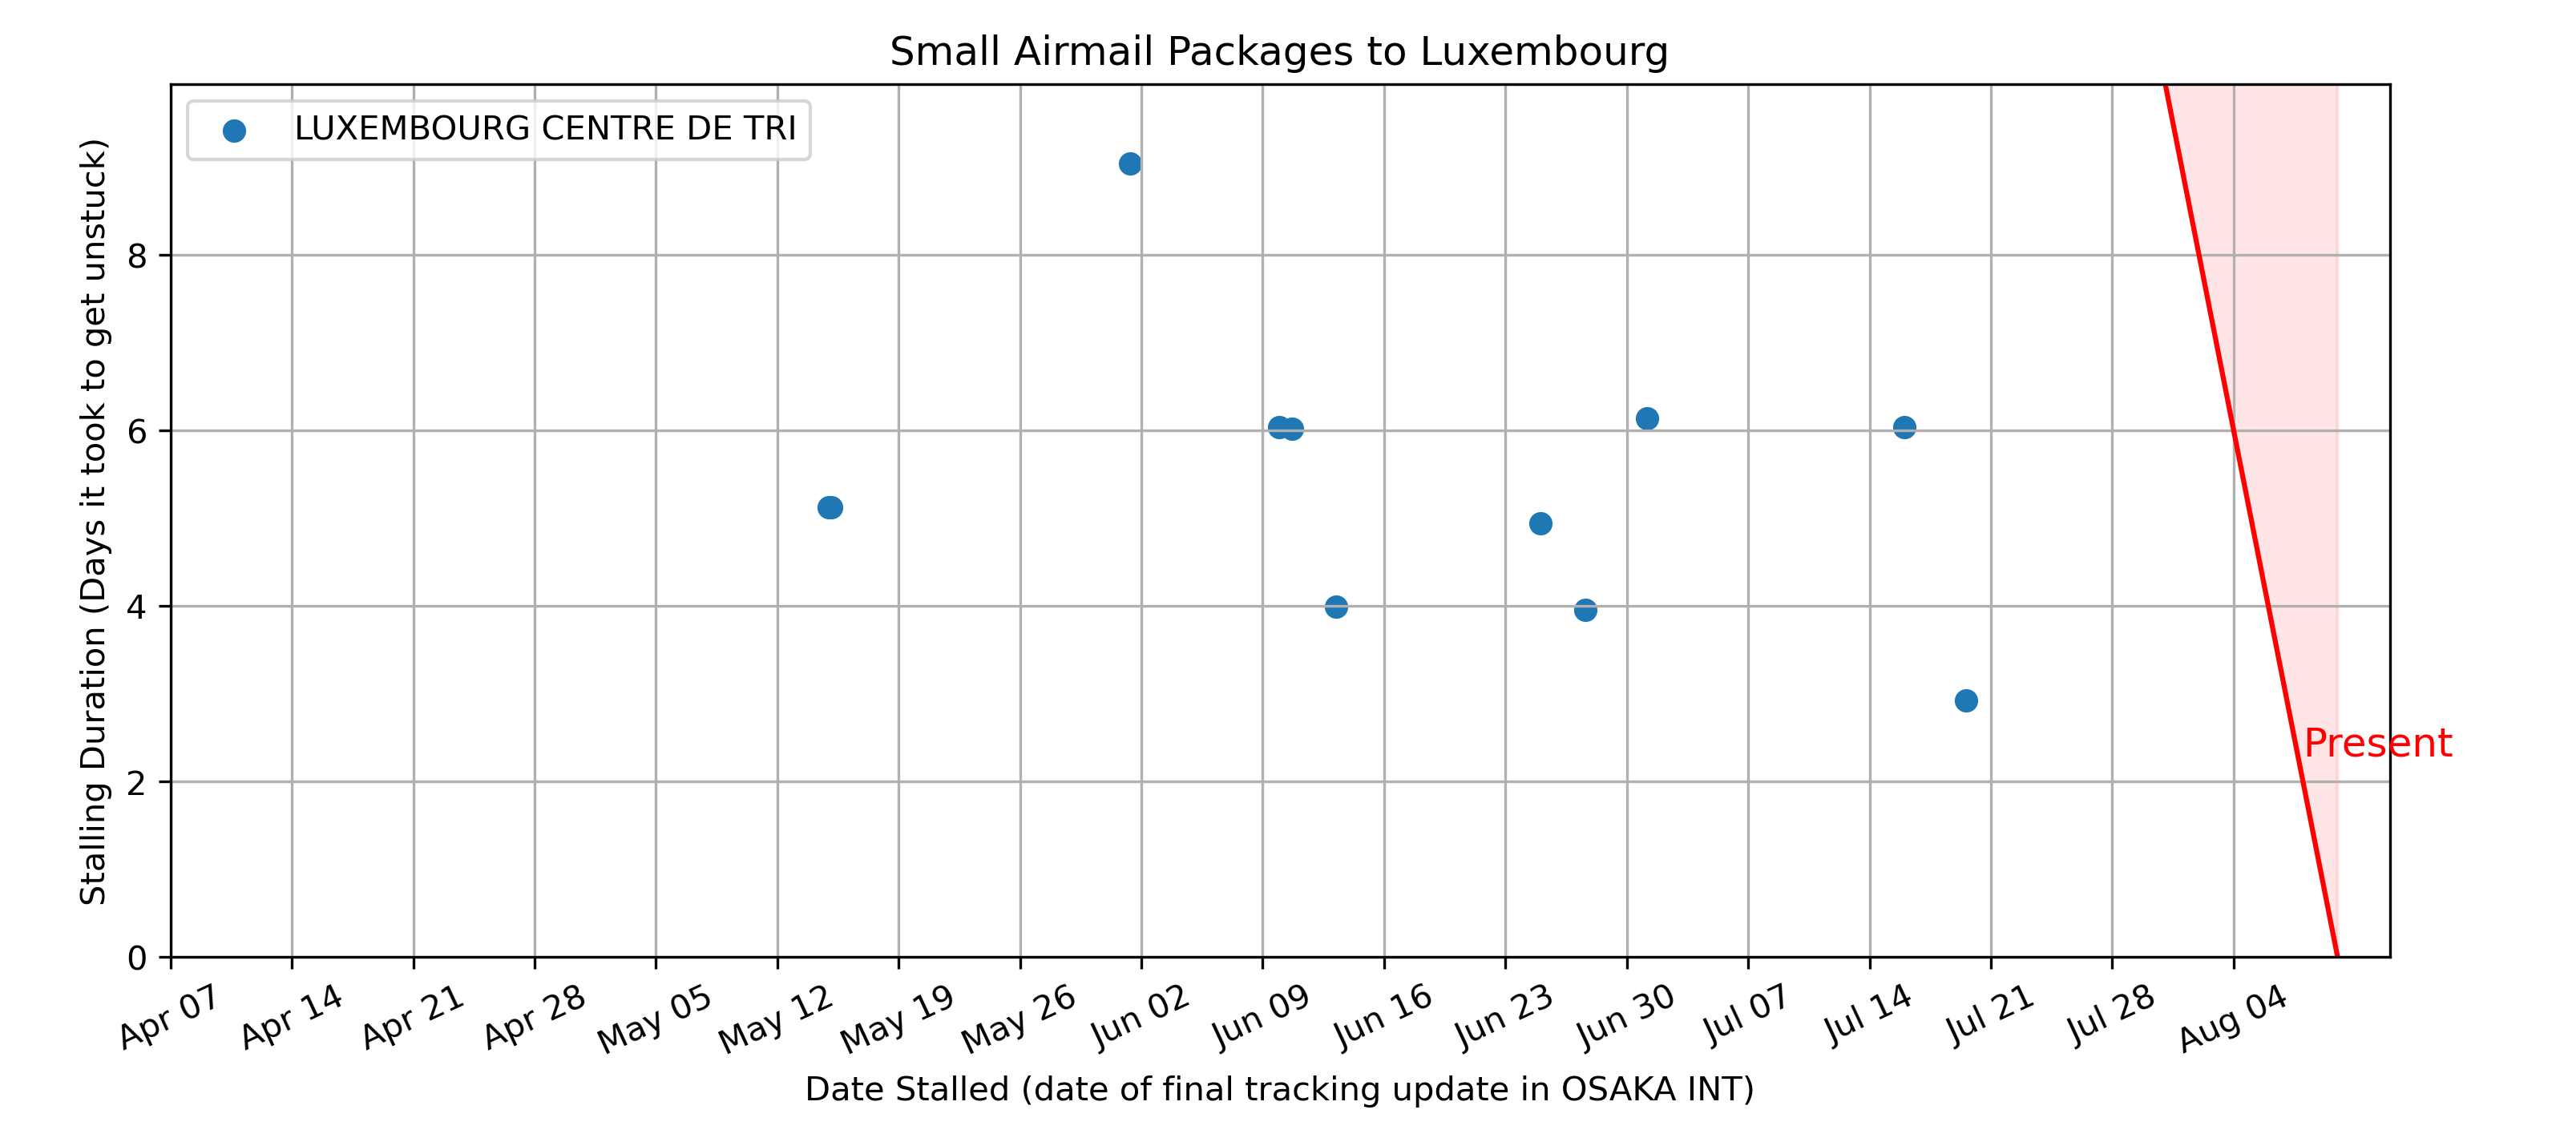 Small Airmail Packages to Luxembourg
LUXEMBOURG CENTRE DE TRI
Stalling Duration (Days it took to get unstuck)
8
6
4
2
0
Present
Apr 07 Apr 14 Apr 21 Apr 28 May 05 May 12 May 19 May 26 Jun 02 Jun 09 Jun 16 Jun 23 Jun 30 Jul 07 Jul 14 Jul 21 Jul 28 Aug 04
Date Stalled (date of final tracking update in OSAKA INT)